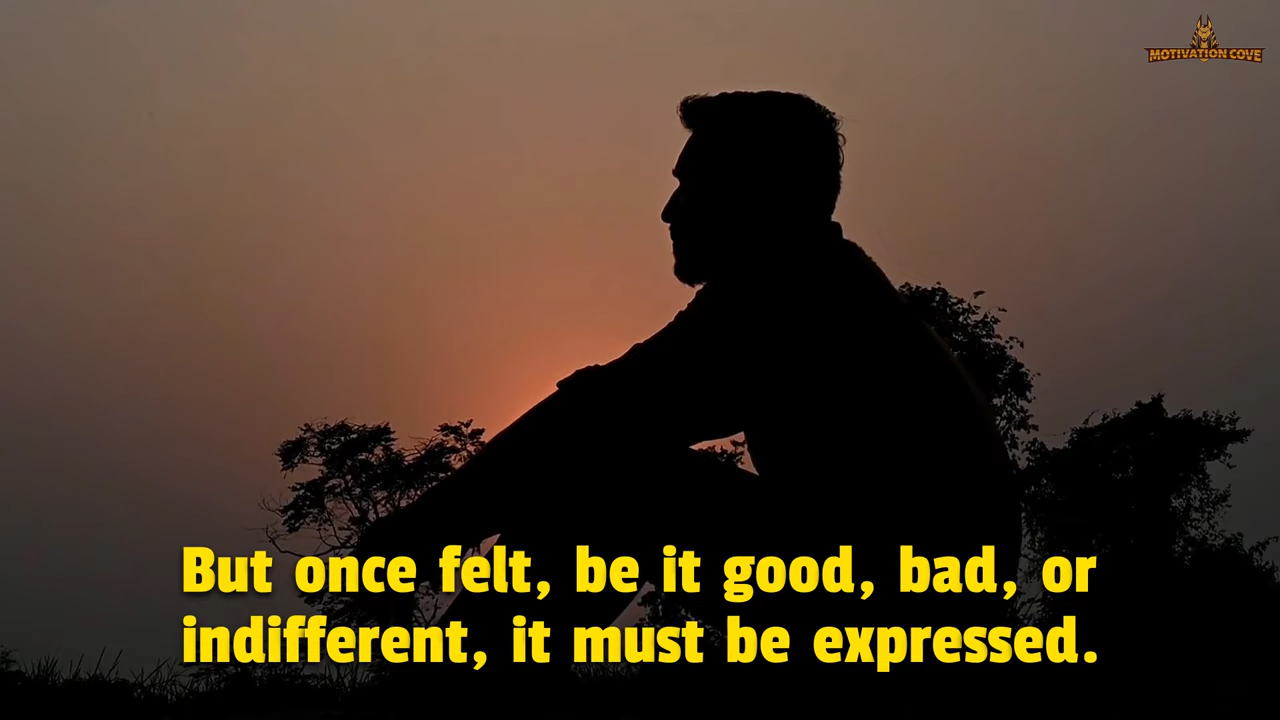 MOTIVATION COVE
But once felt, be it good, bad, or
indifferent, it must be expressed.